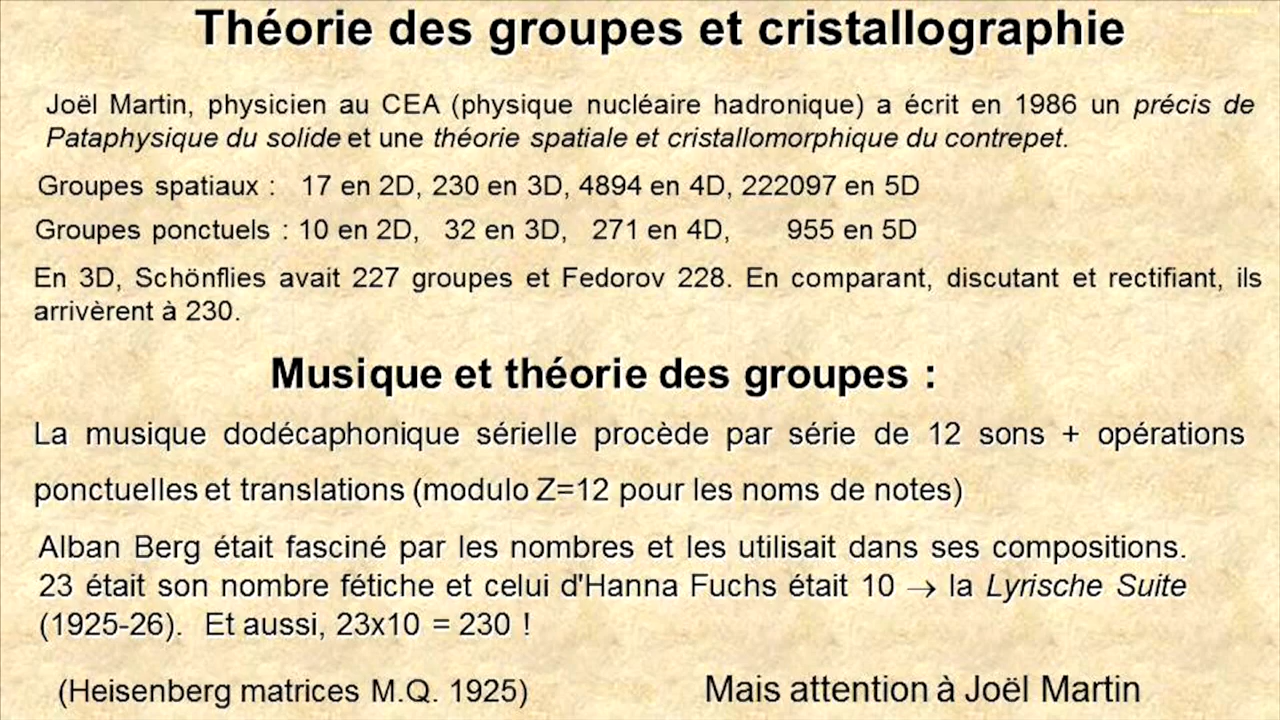 Théorie des groupes et cristallographie
Joël Martin, physicien au CEA (physique nucléaire hadronique) a écrit en 1986 un précis de
Pataphysique du solide et une théorie spatiale et cristallomorphique du contrepet.
Groupes spatiaux : 17 en 2D, 230 en 3D, 4894 en 4D, 222097 en 5D
Groupes ponctuels : 10 en 2D, 32 en 3D, 271 en 4D, 955 en 5D
En 3D, Schönflies avait 227 groupes et Fedorov 228. En comparant, discutant et rectifiant, ils
arrivèrent à 230.
Musique et théorie des groupes :
La musique dodécaphonique sérielle procède par série de 12 sons + opérations
ponctuelles et translations (modulo Z=12 pour les noms de notes)
Alban Berg était fasciné par les nombres et les utilisait dans ses compositions.
23 était son nombre fétiche et celui d'Hanna Fuchs était 10 → la Lyrische Suite
(1925-26). Et aussi, 23x10 = 230 !
(Heisenberg matrices M.Q. 1925) Mais attention à Joël Martin